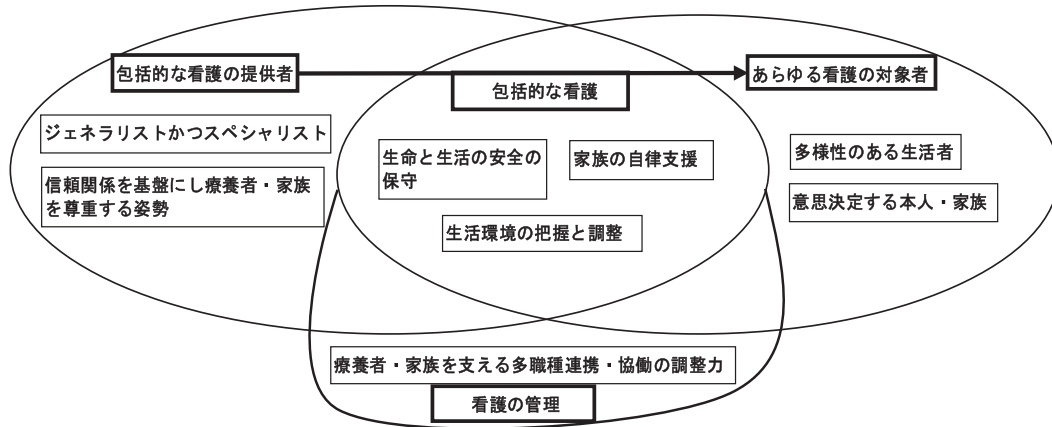 包括的な看護の提供者
包括的な看護
あらゆる看護の対象者
ジェネラリストかつスペシャリスト
信頼関係を基盤にし療養者・家族
を尊重する姿勢
生命と生活の安全の
保守
家族の自律支援
生活環境の把握と調整
多様性のある生活者
意思決定する本人・家族
療養者・家族を支える多職種連携・協働の調整力
看護の管理